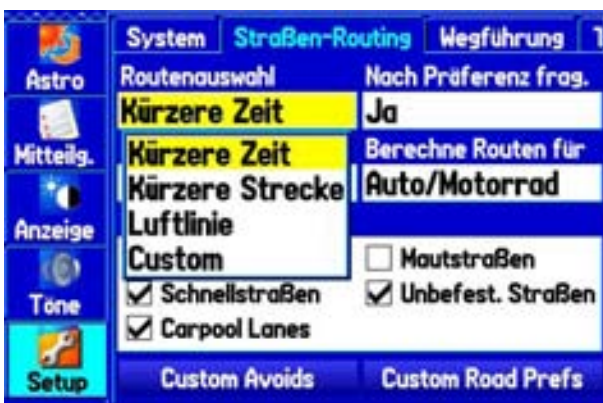 System Straßen-Routing Wegführung
Astro
Routenauswahl Nach Präferenz frag.
Kürzere Zeit Ja
Mitteilg.
Kürzere Zeit Berechne Routen für
Kürzere Strecke Auto/Motorrad
Anzeige
Luftlinie
Custom Mautstraßen
Töne
Schnellstraßen Unbefest. Straßen
Carpool Lanes
Setup
Custom Avoids Custom Road Prefs